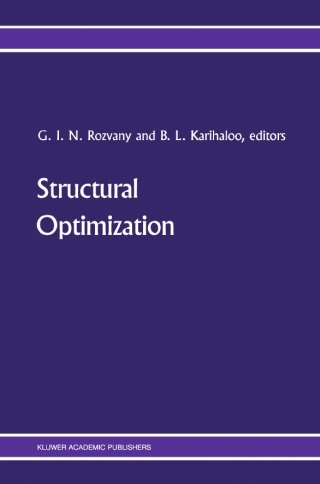 G. I. N. Rozvany and B. L. Karihaloo, editors
Structural
Optimization
KLUWER ACADEMIC PUBLISHERS